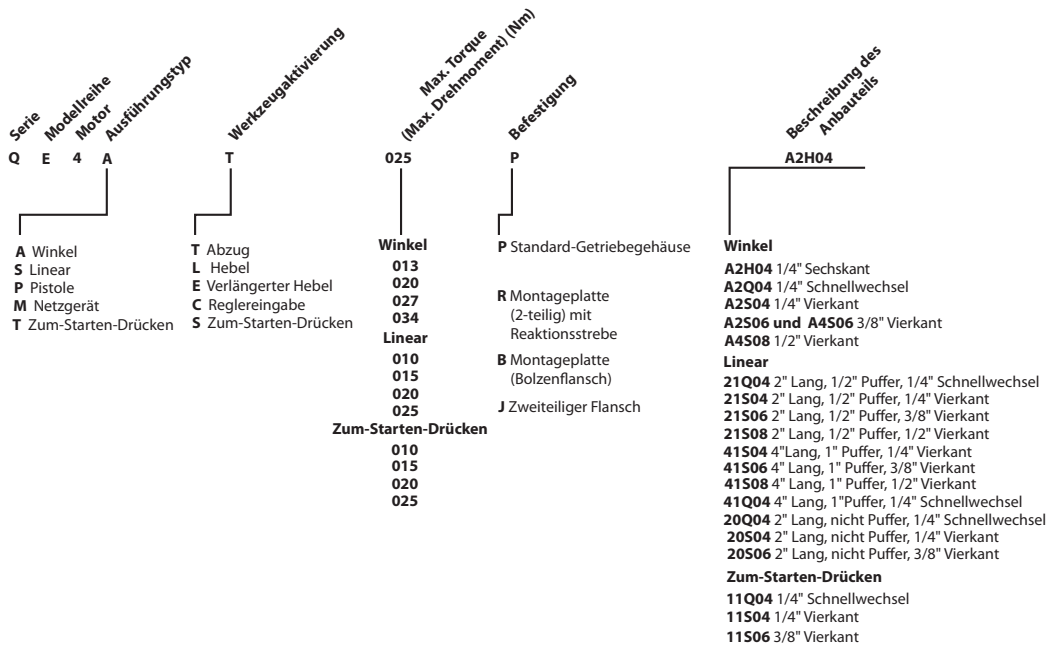 Serie
Modellreihe
Motor
Ausführungstyp
Werkzeugaktivierung
Max. Torque
(Max. Drehmoment) (Nm)
Befestigung
Beschreibung des
Anbauteils
Q E 4 A T 025 P A2H04
A Winkel
S Linear
P Pistole
M Netzgerät
T Zum-Starten-Drücken
T Abzug
L Hebel
E Verlängerter Hebel
C Reglereingabe
S Zum-Starten-Drücken
Winkel
013
020
027
034
Linear
010
015
020
025
Zum-Starten-Drücken
010
015
020
025
P Standard-Getriebegehäuse
R Montageplatte
(2-teilig) mit
Reaktionsstrebe
B Montageplatte
(Bolzenflansch)
J Zweiteiliger Flansch
Winkel
A2H04 1/4" Sechskant
A2Q04 1/4" Schnellwechsel
A2S04 1/4" Vierkant
A2S06 und A4S06 3/8" Vierkant
A4S08 1/2" Vierkant
Linear
21Q04 2" Lang, 1/2" Puffer, 1/4" Schnellwechsel
21S04 2" Lang, 1/2" Puffer, 1/4" Vierkant
21S06 2" Lang, 1/2" Puffer, 3/8" Vierkant
21S08 2" Lang, 1/2" Puffer, 1/2" Vierkant
41S04 4"Lang, 1" Puffer, 1/4" Vierkant
41S06 4" Lang, 1" Puffer, 3/8" Vierkant
41S08 4" Lang, 1" Puffer, 1/2" Vierkant
41Q04 4" Lang, 1"Puffer, 1/4" Schnellwechsel
20Q04 2" Lang, nicht Puffer, 1/4" Schnellwechsel
20S04 2" Lang, nicht Puffer, 1/4" Vierkant
20S06 2" Lang, nicht Puffer, 3/8" Vierkant
Zum-Starten-Drücken
11Q04 1/4" Schnellwechsel
11S04 1/4" Vierkant
11S06 3/8" Vierkant